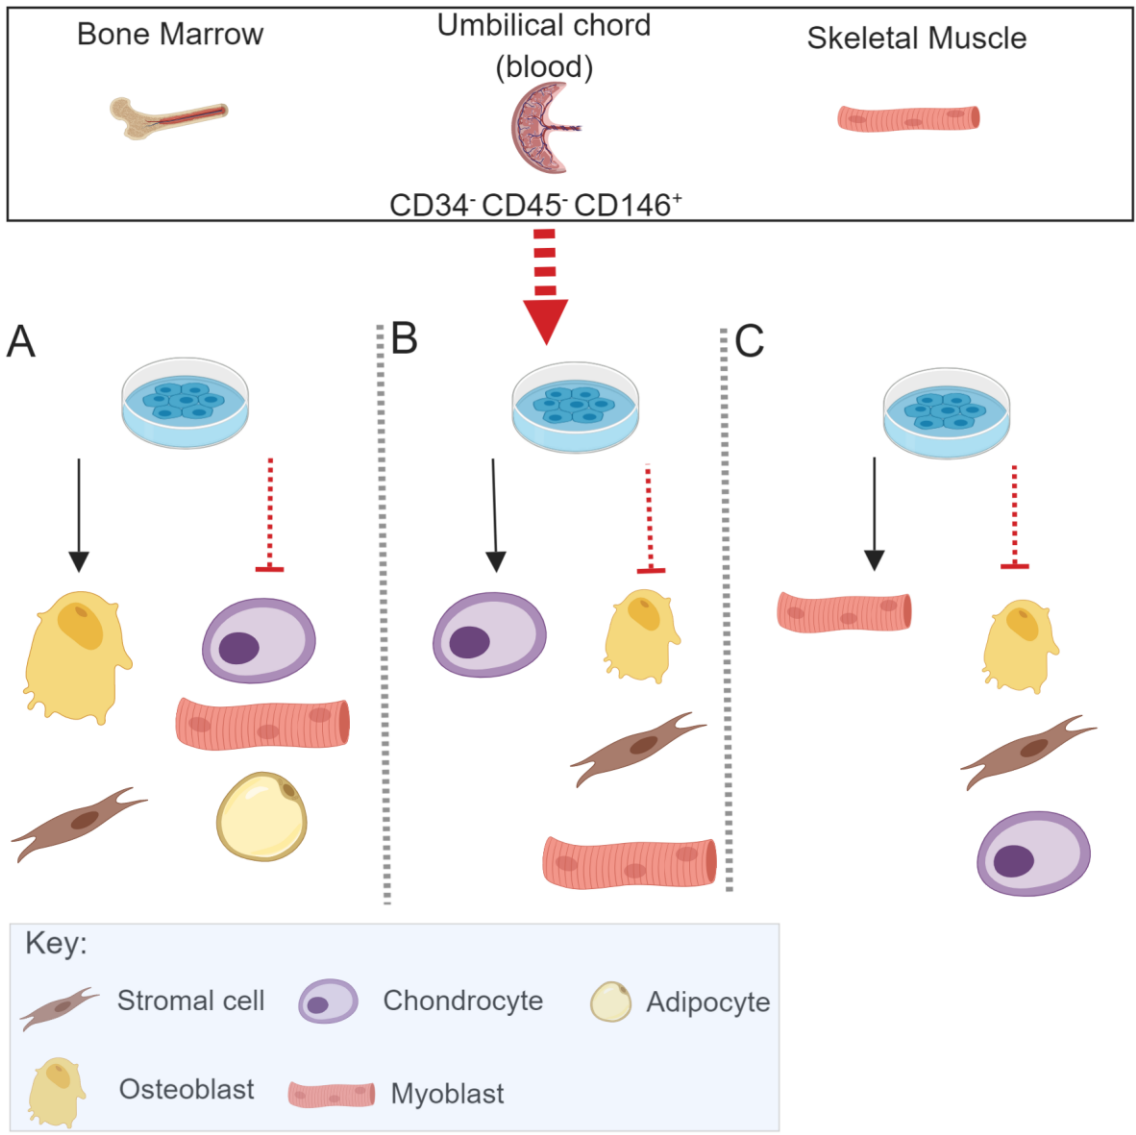 Bone Marrow
Umbilical chord
(blood)
Skeletal Muscle
CD34- CD45- CD146+
A
B
C
Key:
Stromal cell
Chondrocyte
Adipocyte
Osteoblast
Myoblast